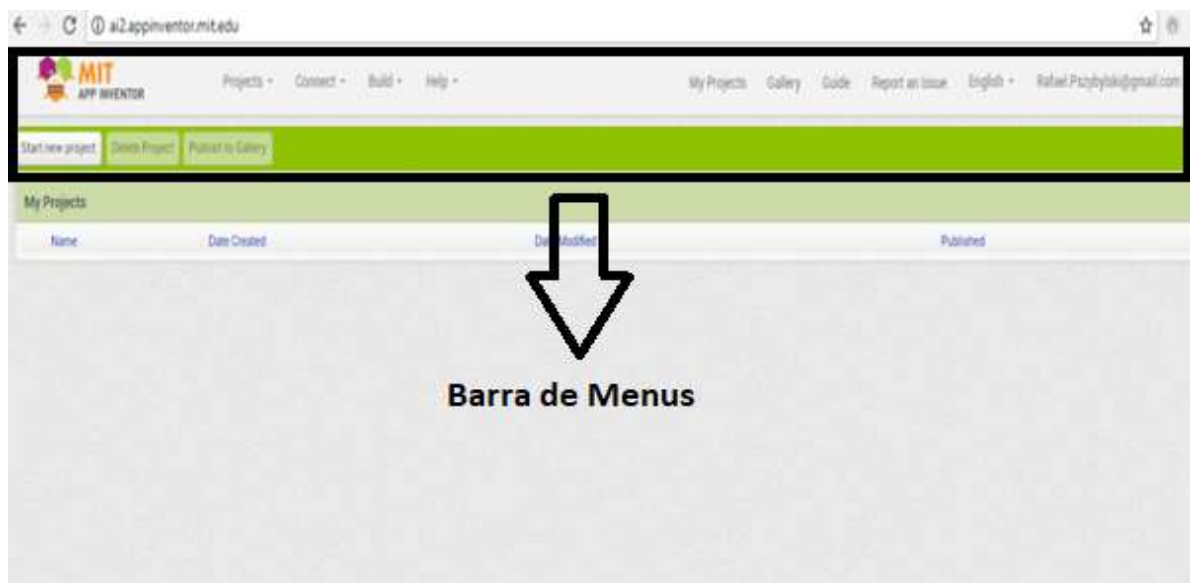 ai2.appinventor.mit.edu
MIT
APP INVENTOR
Projects Connect Build Help My Projects Gallery Guide Report an Issue English
Start new project Delete Project Publish to Gallery
My Projects
Name Date Created Modified Published
Barra de Menus